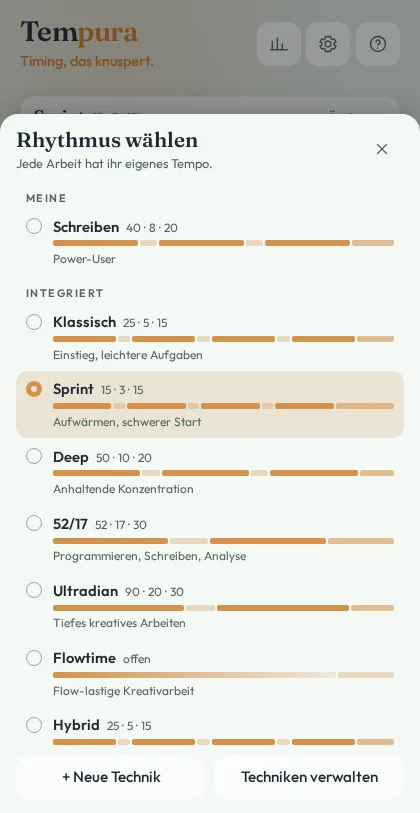 Tempura
Timing, das knuspert.
Rhythmus wählen
Jede Arbeit hat ihr eigenes Tempo.
MEINE
Schreiben 40 · 8 · 20
Power-User
INTEGRIERT
Klassisch 25 · 5 · 15
Einstieg, leichtere Aufgaben
Sprint 15 · 3 · 15
Aufwärmen, schwerer Start
Deep 50 · 10 · 20
Anhaltende Konzentration
52/17 52 · 17 · 30
Programmieren, Schreiben, Analyse
Ultradian 90 · 20 · 30
Tiefes kreatives Arbeiten
Flowtime offen
Flow-lastige Kreativarbeit
Hybrid 25 · 5 · 15
+ Neue Technik
Techniken verwalten